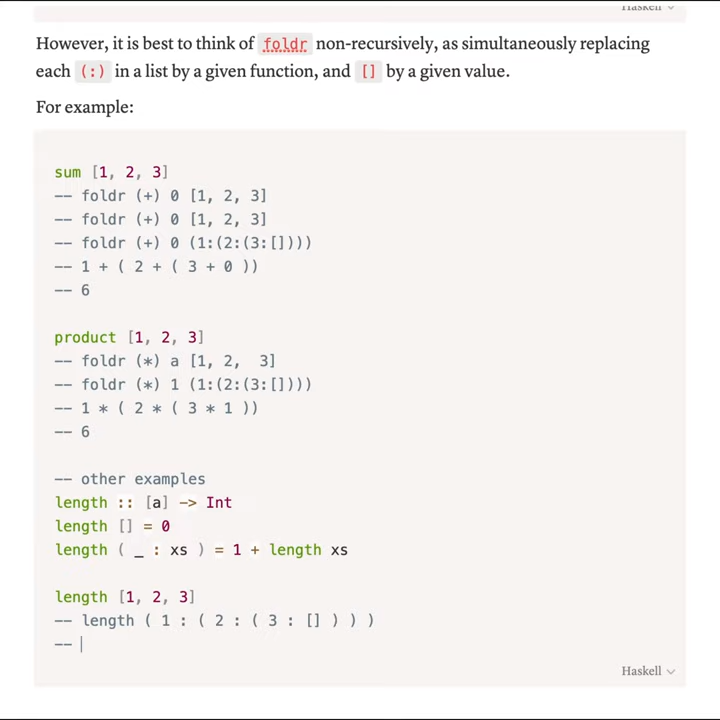 Haskell
However, it is best to think of foldr non-recursively, as simultaneously replacing
each (:) in a list by a given function, and [] by a given value.
For example:
sum [1, 2, 3]
-- foldr (+) 0 [1, 2, 3]
-- foldr (+) 0 [1, 2, 3]
-- foldr (+) 0 (1:(2:(3:[])))
-- 1 + ( 2 + ( 3 + 0 ))
-- 6
product [1, 2, 3]
-- foldr (*) a [1, 2,  3]
-- foldr (*) 1 (1:(2:(3:[])))
-- 1 * ( 2 * ( 3 * 1 ))
-- 6
-- other examples
length :: [a] -> Int
length [] = 0
length ( _ : xs ) = 1 + length xs
length [1, 2, 3]
-- length ( 1 : ( 2 : ( 3 : [] ) ) )
--
Haskell